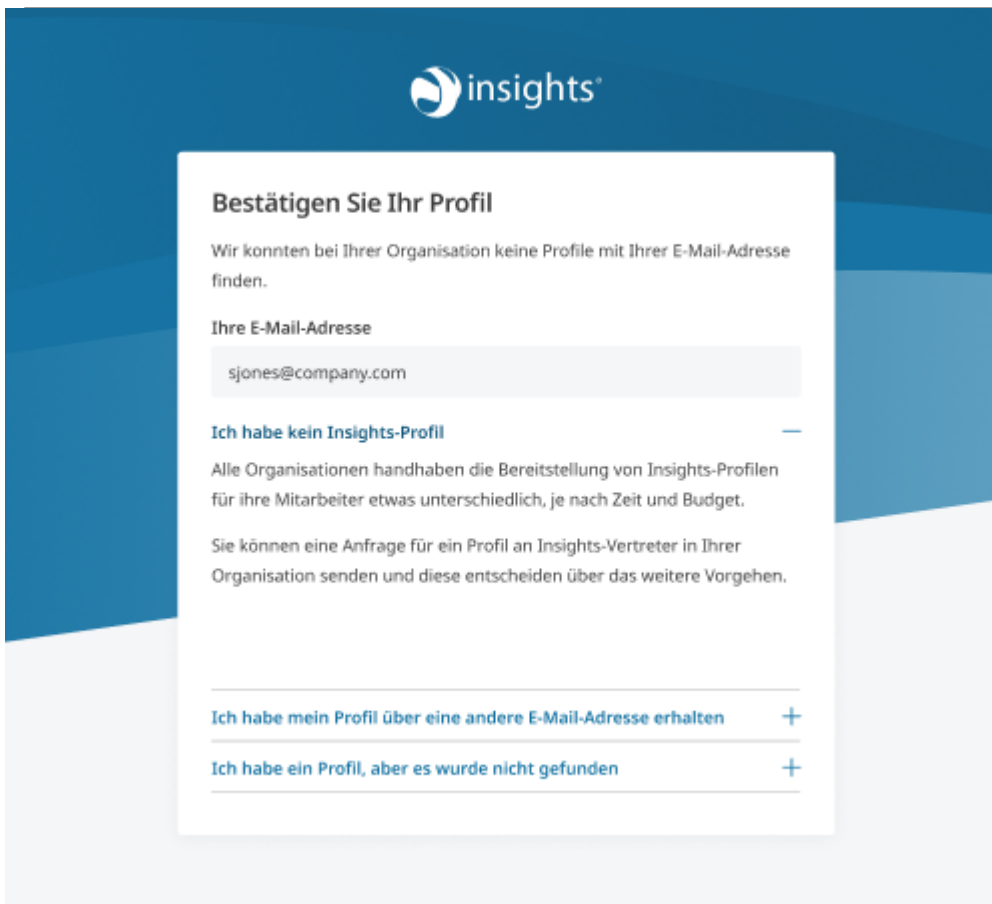 insights®
Bestätigen Sie Ihr Profil
Wir konnten bei Ihrer Organisation keine Profile mit Ihrer E-Mail-Adresse
finden.
Ihre E-Mail-Adresse
sjones@company.com
Ich habe kein Insights-Profil
Alle Organisationen handhaben die Bereitstellung von Insights-Profilen
für ihre Mitarbeiter etwas unterschiedlich, je nach Zeit und Budget.
Sie können eine Anfrage für ein Profil an Insights-Vertreter in Ihrer
Organisation senden und diese entscheiden über das weitere Vorgehen.
Ich habe mein Profil über eine andere E-Mail-Adresse erhalten
Ich habe ein Profil, aber es wurde nicht gefunden